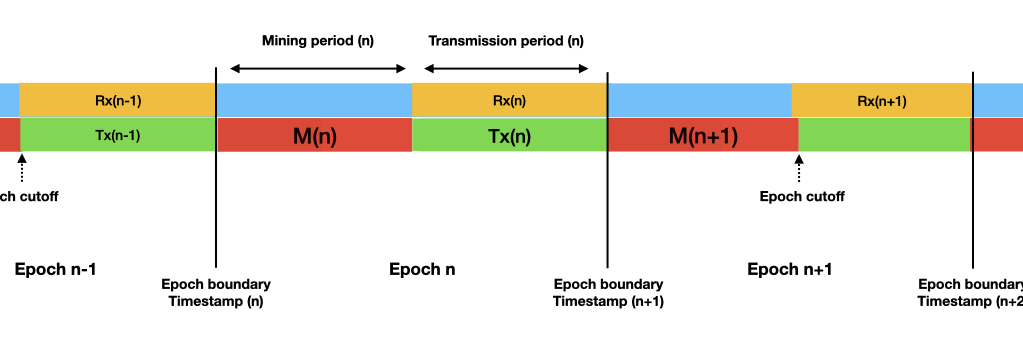 Mining period (n)
Transmission period (n)
Rx(n-1)
Rx(n)
Rx(n+1)
Tx(n-1)
M(n)
Tx(n)
M(n+1)
ch cutoff
Epoch cutoff
Epoch n-1
Epoch n
Epoch n+1
Epoch boundary
Timestamp (n)
Epoch boundary
Timestamp (n+1)
Epoch boundary
Timestamp (n+2